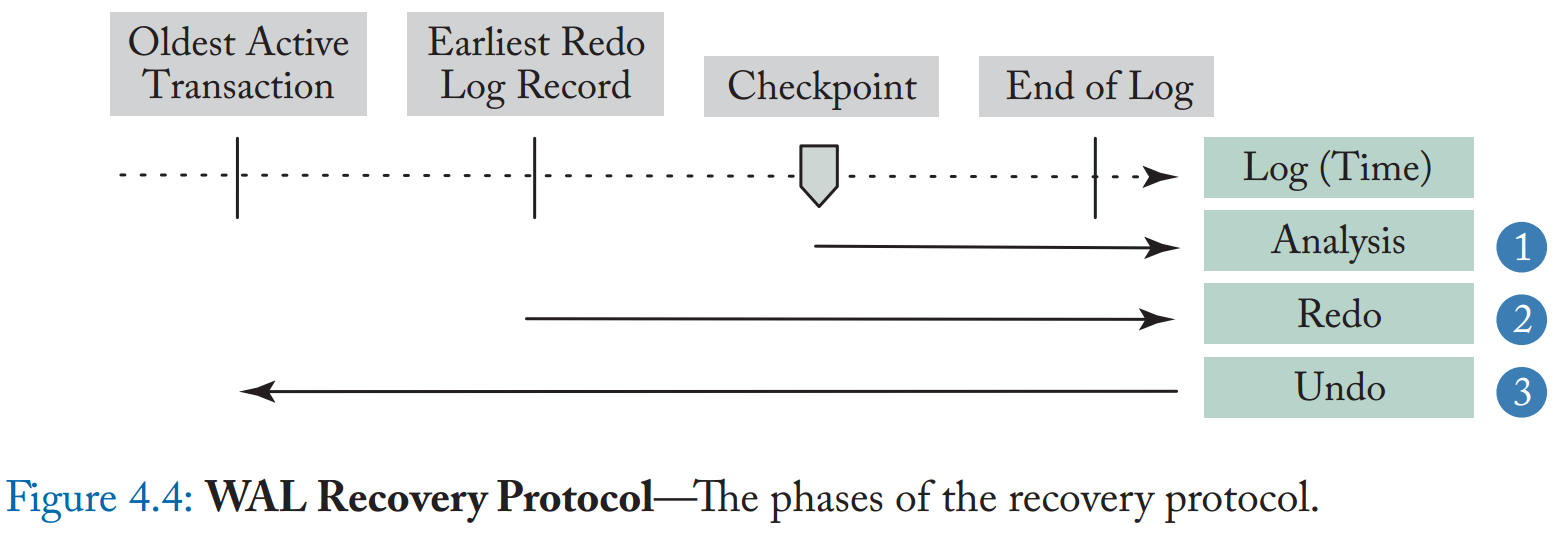 Oldest Active
Transaction
Earliest Redo
Log Record
Checkpoint
End of Log
Log (Time)
Analysis
1
Redo
2
Undo
3
Figure 4.4: WAL Recovery Protocol—The phases of the recovery protocol.